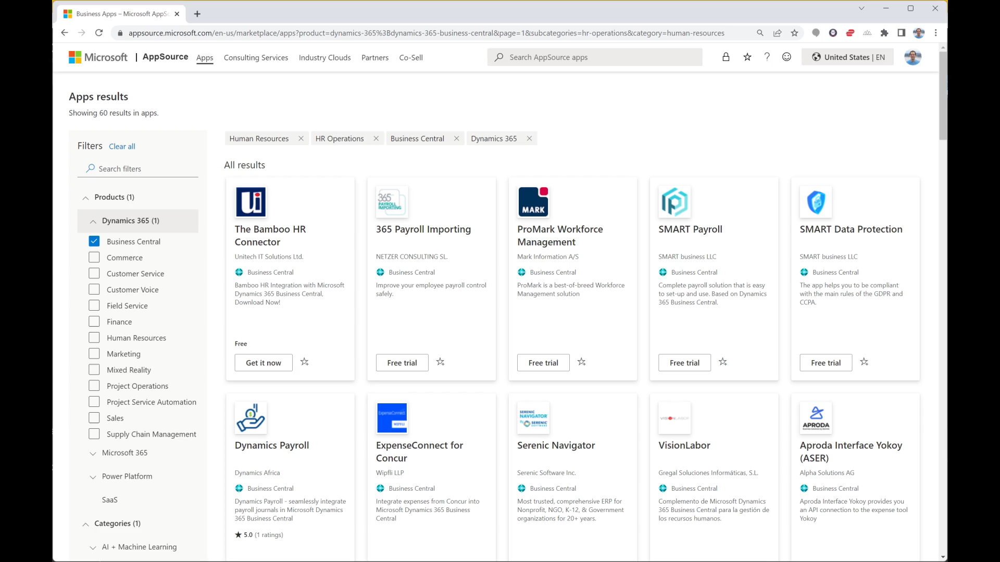 Business Apps – Microsoft AppSo
appsource.microsoft.com/en-us/marketplace/apps?product=dynamics-365%3Bdynamics-365-business-central&page=1&subcategories=hr-operations&category=human-resources
Microsoft | AppSource Apps Consulting Services Industry Clouds Partners Co-Sell Search AppSource apps ? United States | EN
Apps results
Showing 60 results in apps.
Human Resources HR Operations Business Central Dynamics 365
Filters Clear all
Search filters
Products (1)
Dynamics 365 (1)
Business Central
Commerce
Customer Service
Customer Voice
Field Service
Finance
Human Resources
Marketing
Mixed Reality
Project Operations
Project Service Automation
Sales
Supply Chain Management
Microsoft 365
Power Platform
SaaS
Categories (1)
AI + Machine Learning
All results
Ui
The Bamboo HR
Connector
Unitech IT Solutions Ltd.
Business Central
Bamboo HR Integration with Microsoft
Dynamics 365 Business Central,
Download Now!
Free
Get it now
365
PAYROLL
IMPORTING
365 Payroll Importing
NETZER CONSULTING SL.
Business Central
Improve your employee payroll control
safely.
Free trial
MARK
ProMark Workforce
Management
Mark Information A/S
Business Central
ProMark is a best-of-breed Workforce
Management solution
Free trial
SMART Payroll
SMART business LLC
Business Central
Complete payroll solution that is easy
to set-up and use. Based on Dynamics
365 Business Central.
Free trial
SMART Data Protection
SMART business LLC
Business Central
The app helps you to be compliant
with the main rules of the GDPR and
CCPA.
Free trial
Dynamics Payroll
Dynamics Africa
Business Central
Dynamics Payroll - seamlessly integrate
payroll journals in Microsoft Dynamics
365 Business Central
5.0 (1 ratings)
ExpenseConnect
WIPFLI
ExpenseConnect for
Concur
Wipfli LLP
Business Central
Integrate expenses from Concur into
Microsoft Dynamics 365 Business
Central
SERENIC
NAVIGATOR
By SERENIC
SOFTWARE
Serenic Navigator
Serenic Software Inc.
Business Central
Most trusted, comprehensive ERP for
Nonprofit, NGO, K-12, & Government
organizations for 20+ years.
VISIONLABOR
VisionLabor
Gregal Soluciones Informáticas, S.L.
Business Central
Complemento de Microsoft Dynamics
365 Business Central para la gestión de
los recursos humanos.
APRODA
Aproda Interface Yokoy
(ASER)
Alpha Solutions AG
Business Central
Aproda Interface Yokoy provides you
an API connection to the expense tool
Yokoy